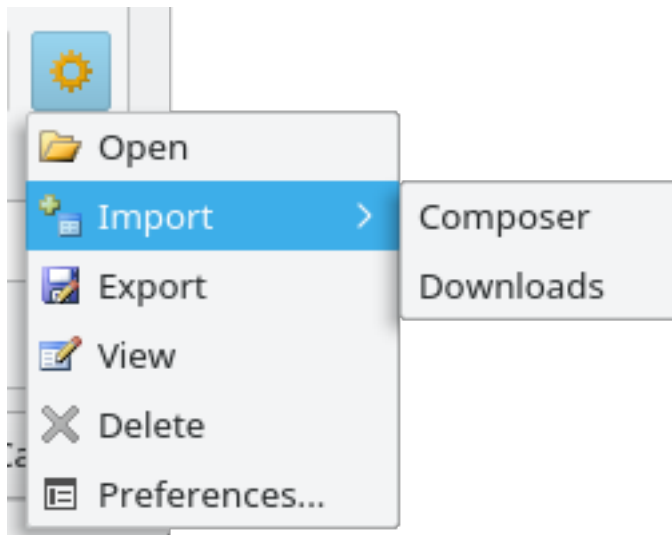 Open
Import
Composer
Export
Downloads
View
Delete
Preferences...